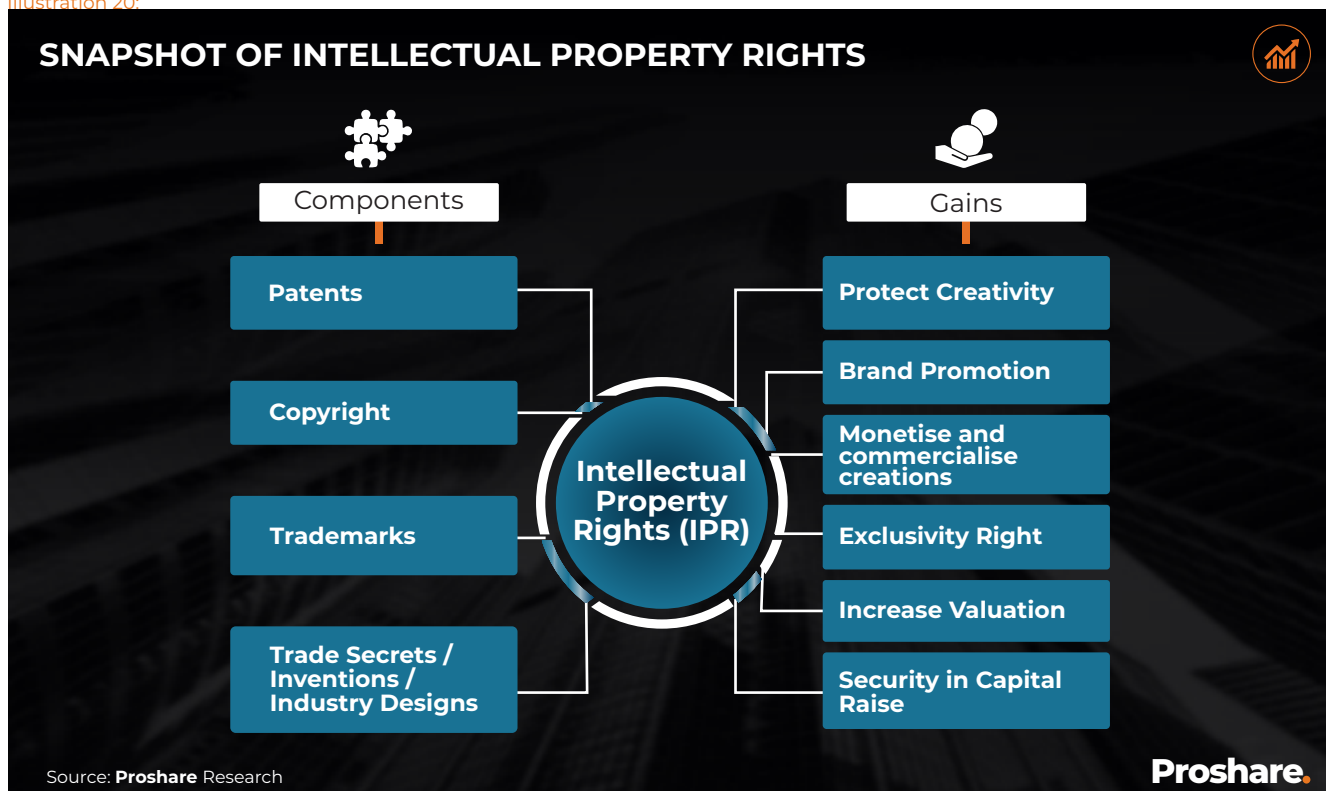 Illustration 20:
SNAPSHOT OF INTELLECTUAL PROPERTY RIGHTS
Components
Patents
Copyright
Trademarks
Trade Secrets /
Inventions /
Industry Designs
Intellectual
Property
Rights (IPR)
Gains
Protect Creativity
Brand Promotion
Monetise and
commercialise
creations
Exclusivity Right
Increase Valuation
Security in Capital
Raise
Source: Proshare Research
Proshare.